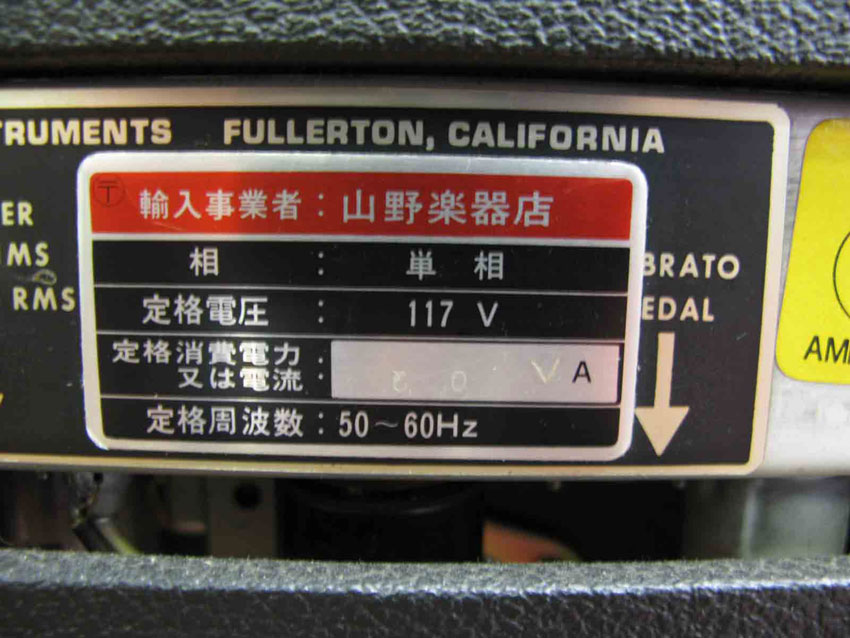 TRUMENTS FULLERTON, CALIFORNIA
〒 輸入事業者：山野楽器店
相 ： 単相
定格電圧 ： 117 V
定格消費電力
又は電流 : A
定格周波数：50～60Hz
ER
RMS
BRATO
EDAL
AM